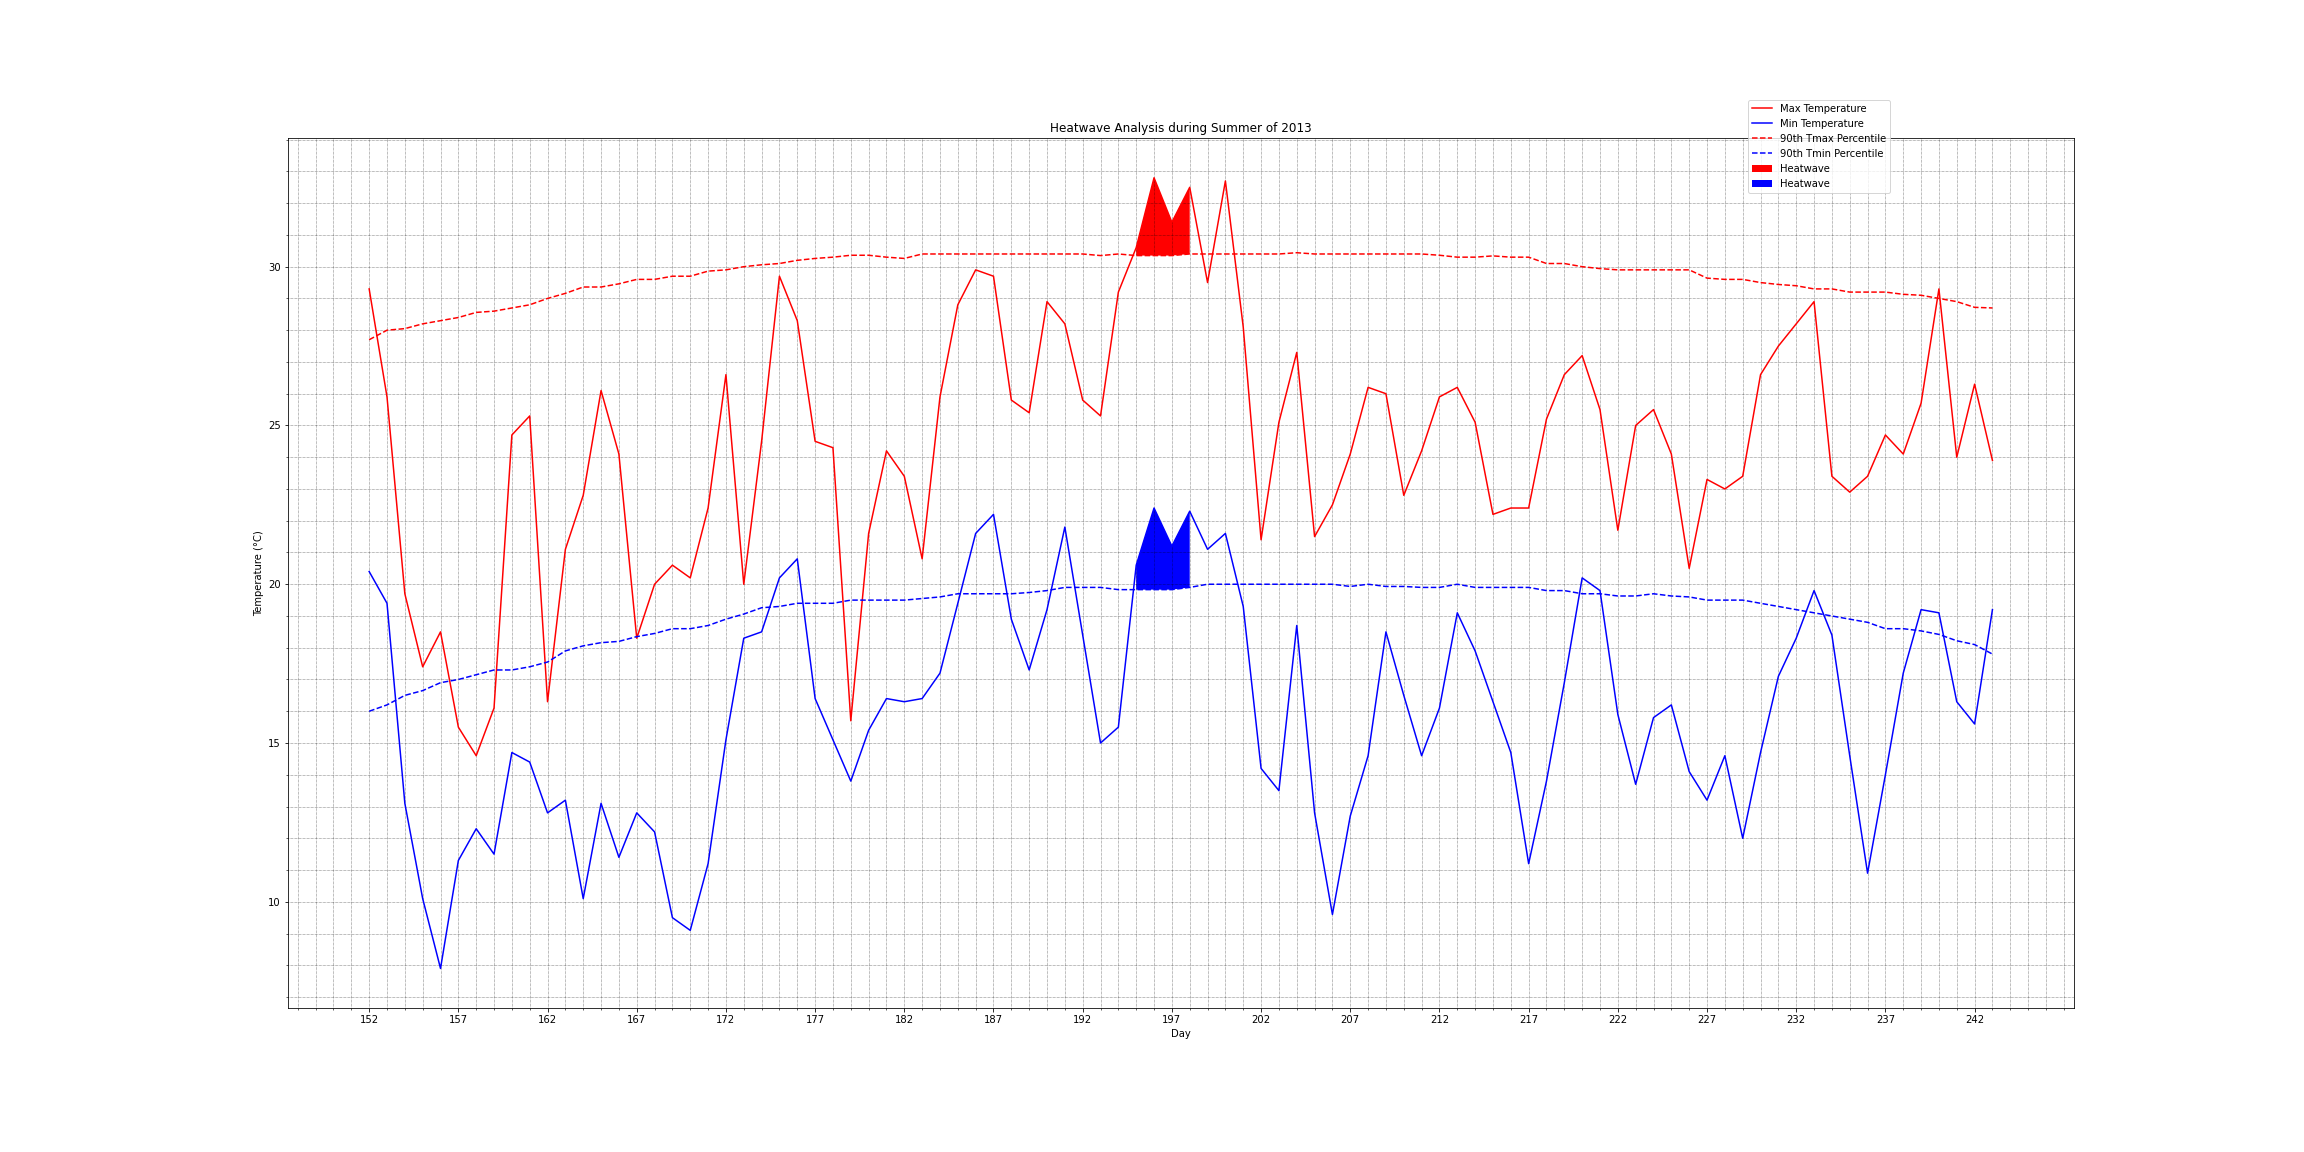 Max Temperature
Min Temperature
90th Tmax Percentile
90th Tmin Percentile
Heatwave
Heatwave
Heatwave Analysis during Summer of 2013
30
25
20
15
10
Temperature (°C)
152 157 162 167 172 177 182 187 192 197 202 207 212 217 222 227 232 237 242
Day